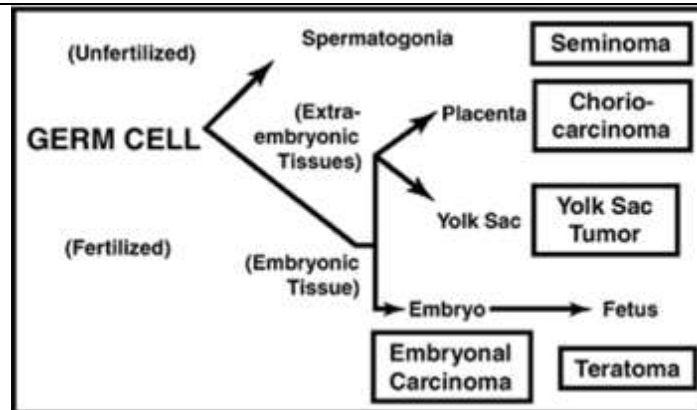 (Unfertilized)
Spermatogonia
Seminoma
GERM CELL
(Extra-
embryonic
Tissues)
Placenta
Chorio-
carcinoma
Yolk Sac
Yolk Sac
Tumor
(Fertilized)
(Embryonic
Tissue)
Embryo
Fetus
Embryonal
Carcinoma
Teratoma